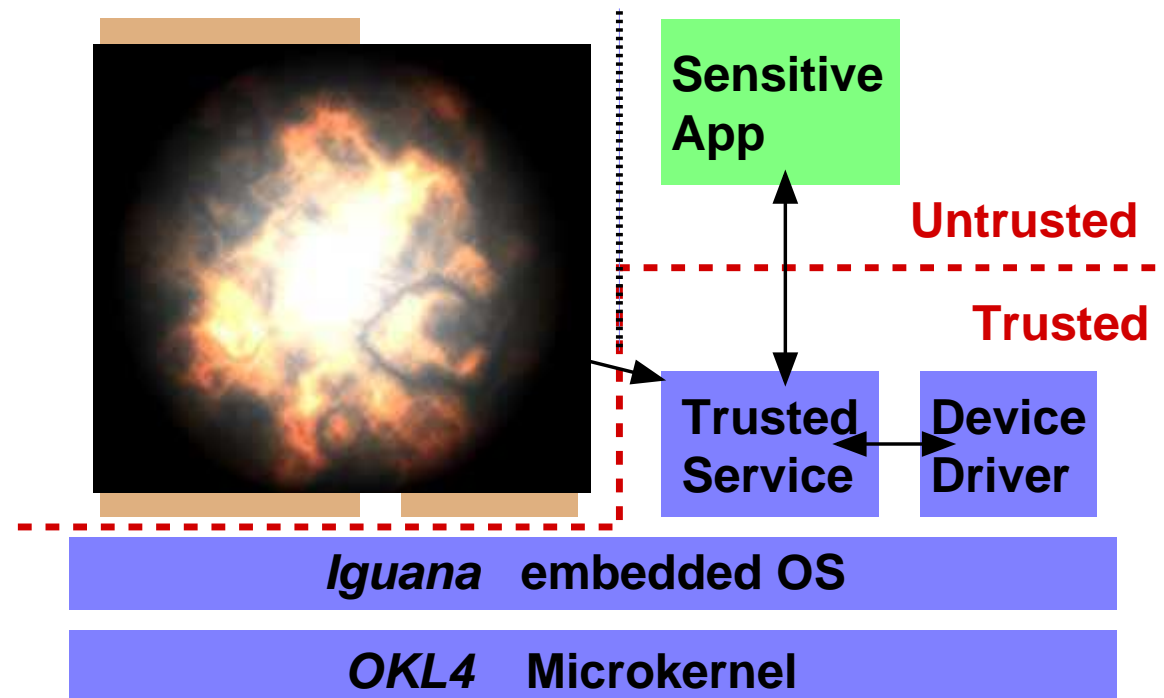 Sensitive
App
Untrusted
Trusted
Trusted
Service
Device
Driver
Iguana embedded OS
OKL4 Microkernel